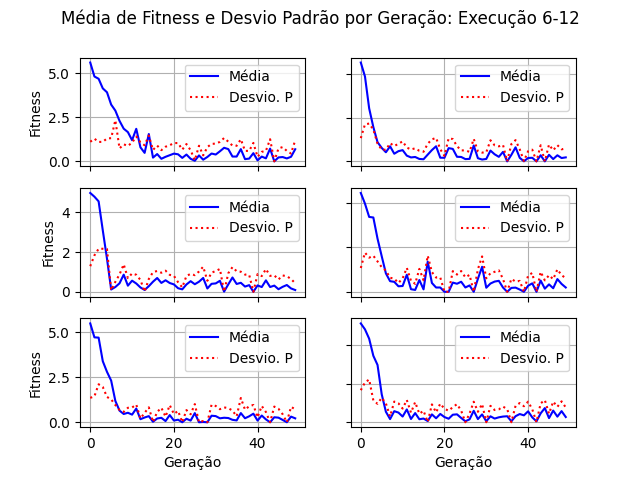 Média de Fitness e Desvio Padrão por Geração: Execução 6-12
5.0
2.5
0.0
Fitness
Média
Desvio. P
Média
Desvio. P
4
2
0
Fitness
Média
Desvio. P
Média
Desvio. P
5.0
2.5
0.0
Fitness
Média
Desvio. P
Média
Desvio. P
0 20 40
Geração
0 20 40
Geração